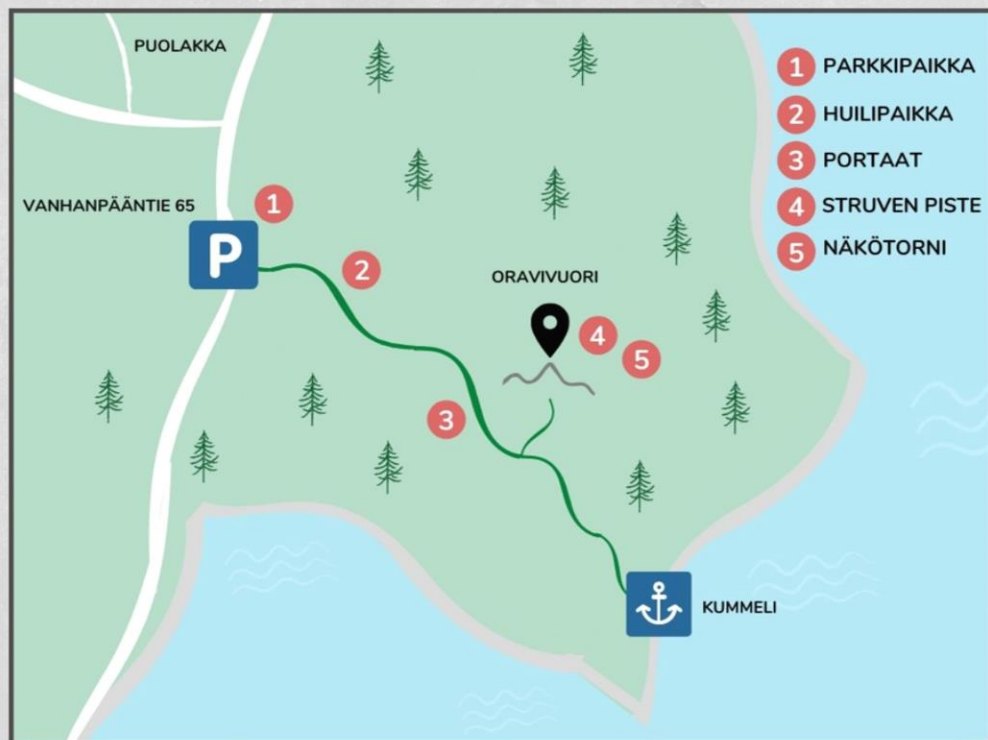 PUOLAKKA
1 PARKKIPAIKKA
2 HUILIPAIKKA
3 PORTAAT
4 STRUVEN PISTE
5 NÄKÖTORNI
VANHANPÄÄNTIE 65
1
P
2
ORAVIVUORI
4
5
3
KUMMELI